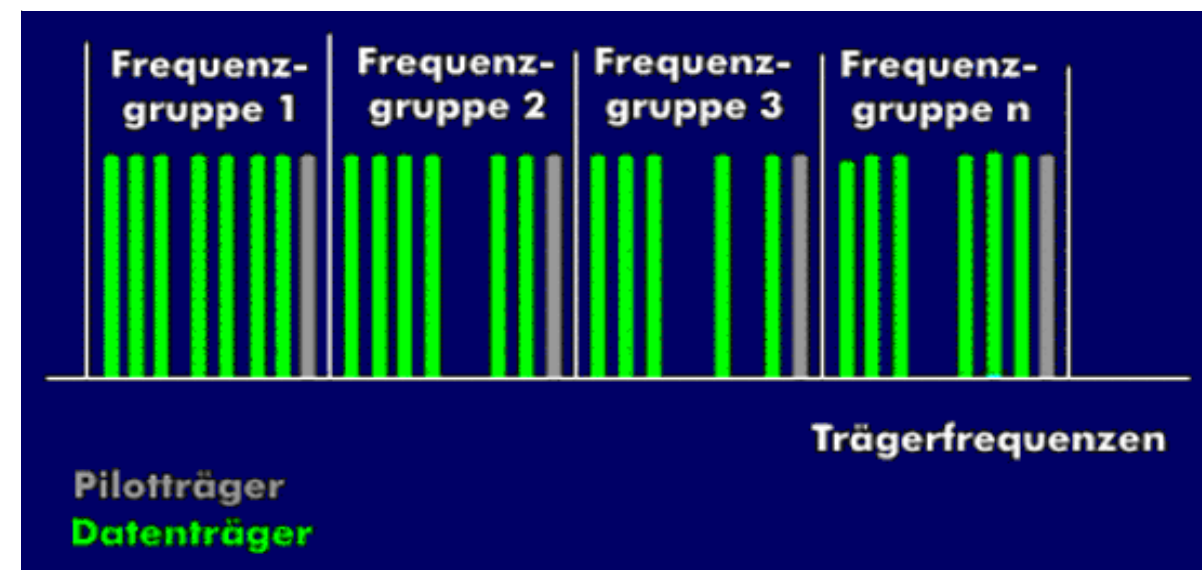 Frequenz-
gruppe 1
Frequenz-
gruppe 2
Frequenz-
gruppe 3
Frequenz-
gruppe n
Trägerfrequenzen
Pilotträger
Datenträger